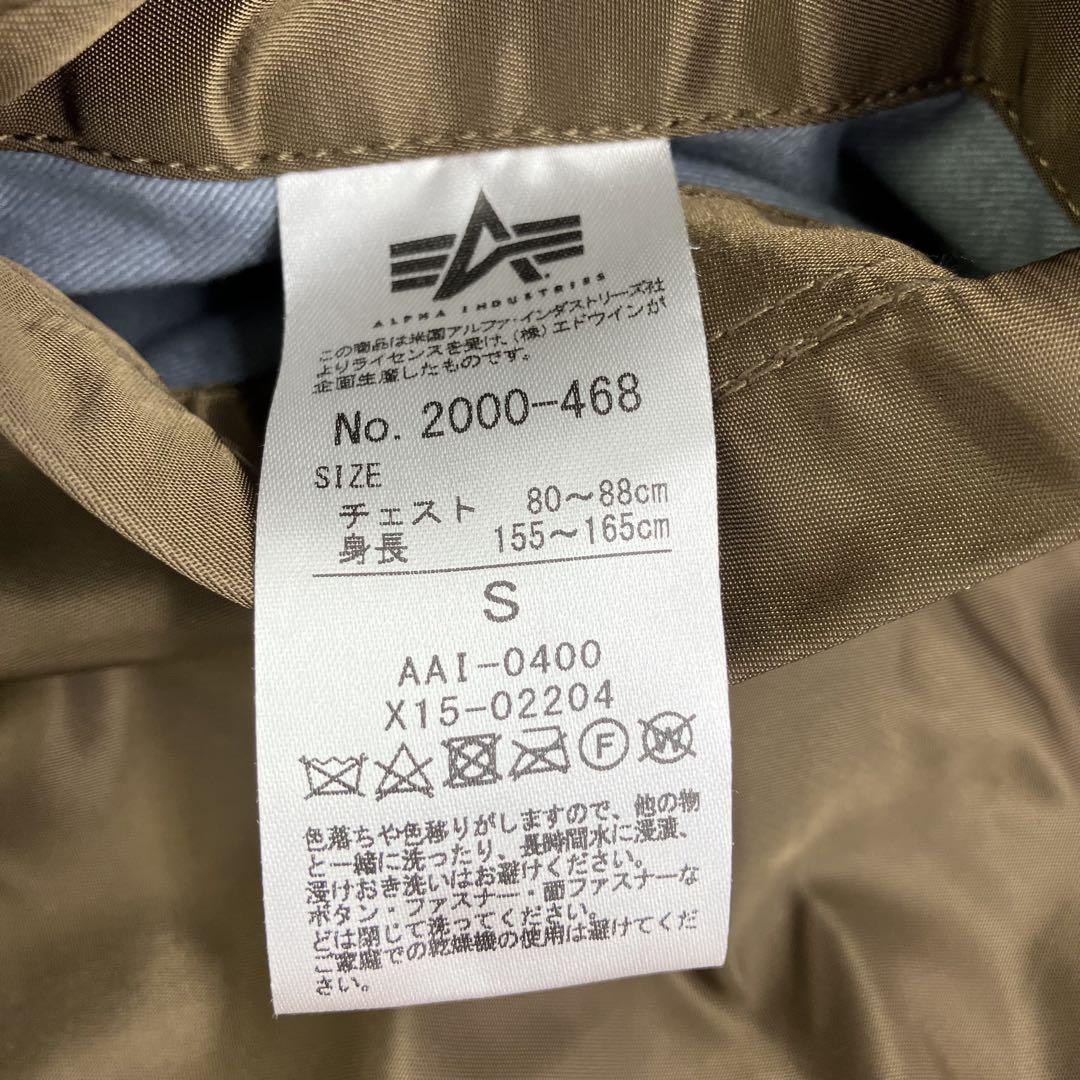 ALPHA INDUSTRIES
この商品は米国アルファ・インダストリーズ社
よりライセンスを受け、(株)エドウインが
企画生産したものです。
No. 2000-468
SIZE
チェスト 80〜88cm
身長 155〜165cm
S
AAI-0400
X15-02204
F W
色落ちや色移りがしますので、他の物
と一緒に洗ったり、長時間水に浸漬、
浸けおき洗いはお避けください。
ボタン・ファスナー・面ファスナーな
どは閉じて洗ってください。
ご家庭での乾燥機の使用は避けてくだ
さい。